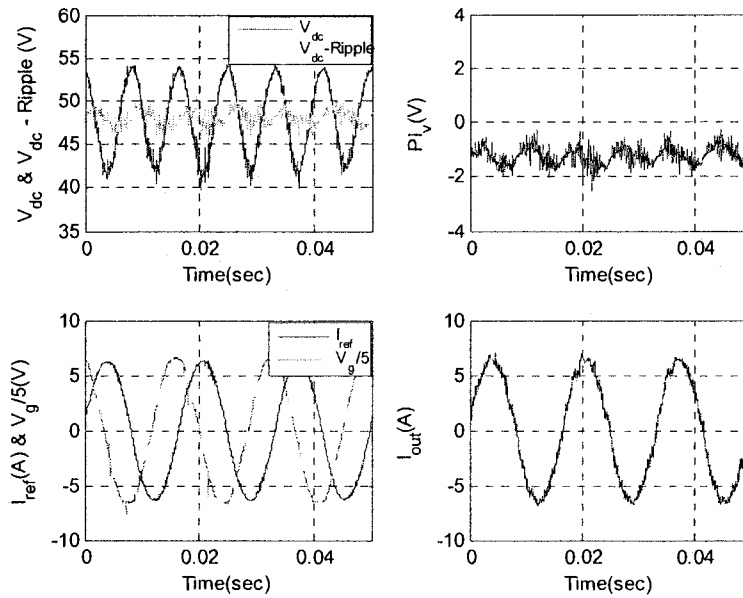 60
55
50
45
40
35
V_dc & V_dc - Ripple (V)
V_dc
V_dc-Ripple
0
0.02
0.04
Time(sec)
4
2
0
-2
-4
PI_v(V)
0
0.02
0.04
Time(sec)
10
5
0
-5
-10
I_ref(A) & V_g/5(V)
I_ref
V_g/5
0
0.02
0.04
Time(sec)
10
5
0
-5
-10
I_out(A)
0
0.02
0.04
Time(sec)